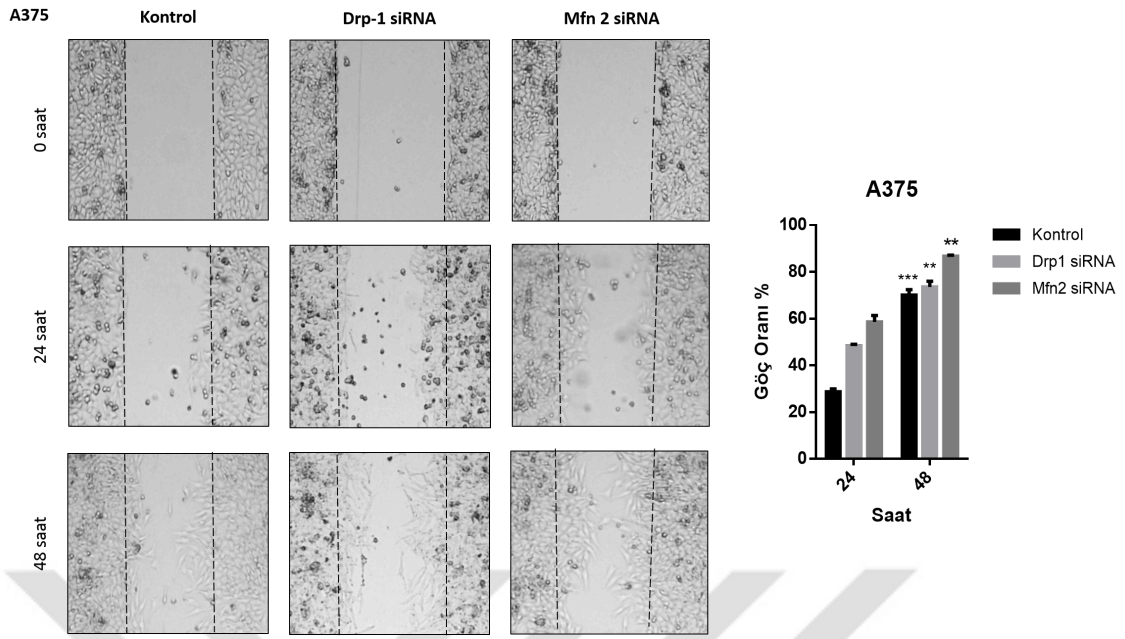 A375
Kontrol
Drp-1 siRNA
Mfn 2 siRNA
0 saat
24 saat
48 saat
A375
Göç Oranı %
100
80
60
40
20
0
***
**
**
24
48
Saat
Kontrol
Drp1 siRNA
Mfn2 siRNA